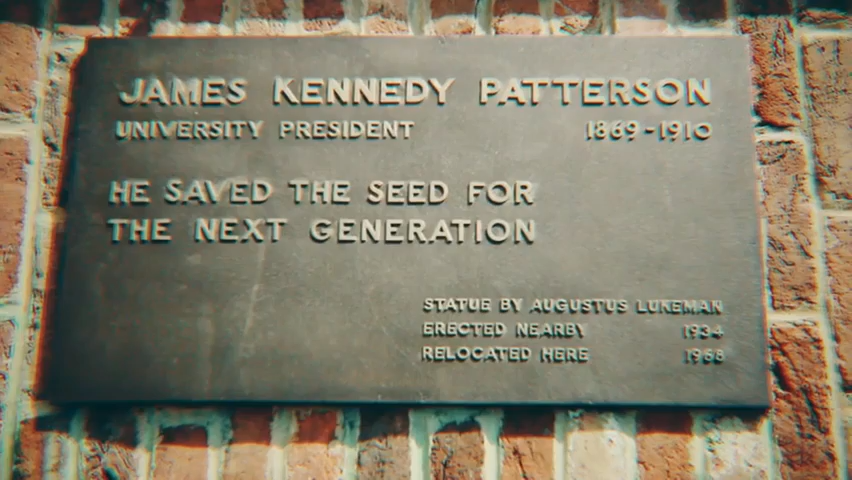 JAMES KENNEDY PATTERSON
UNIVERSITY PRESIDENT 1869-1910
HE SAVED THE SEED FOR
THE NEXT GENERATION
STATUE BY AUGUSTUS LUKEMAN
ERECTED NEARBY 1934
RELOCATED HERE 1968